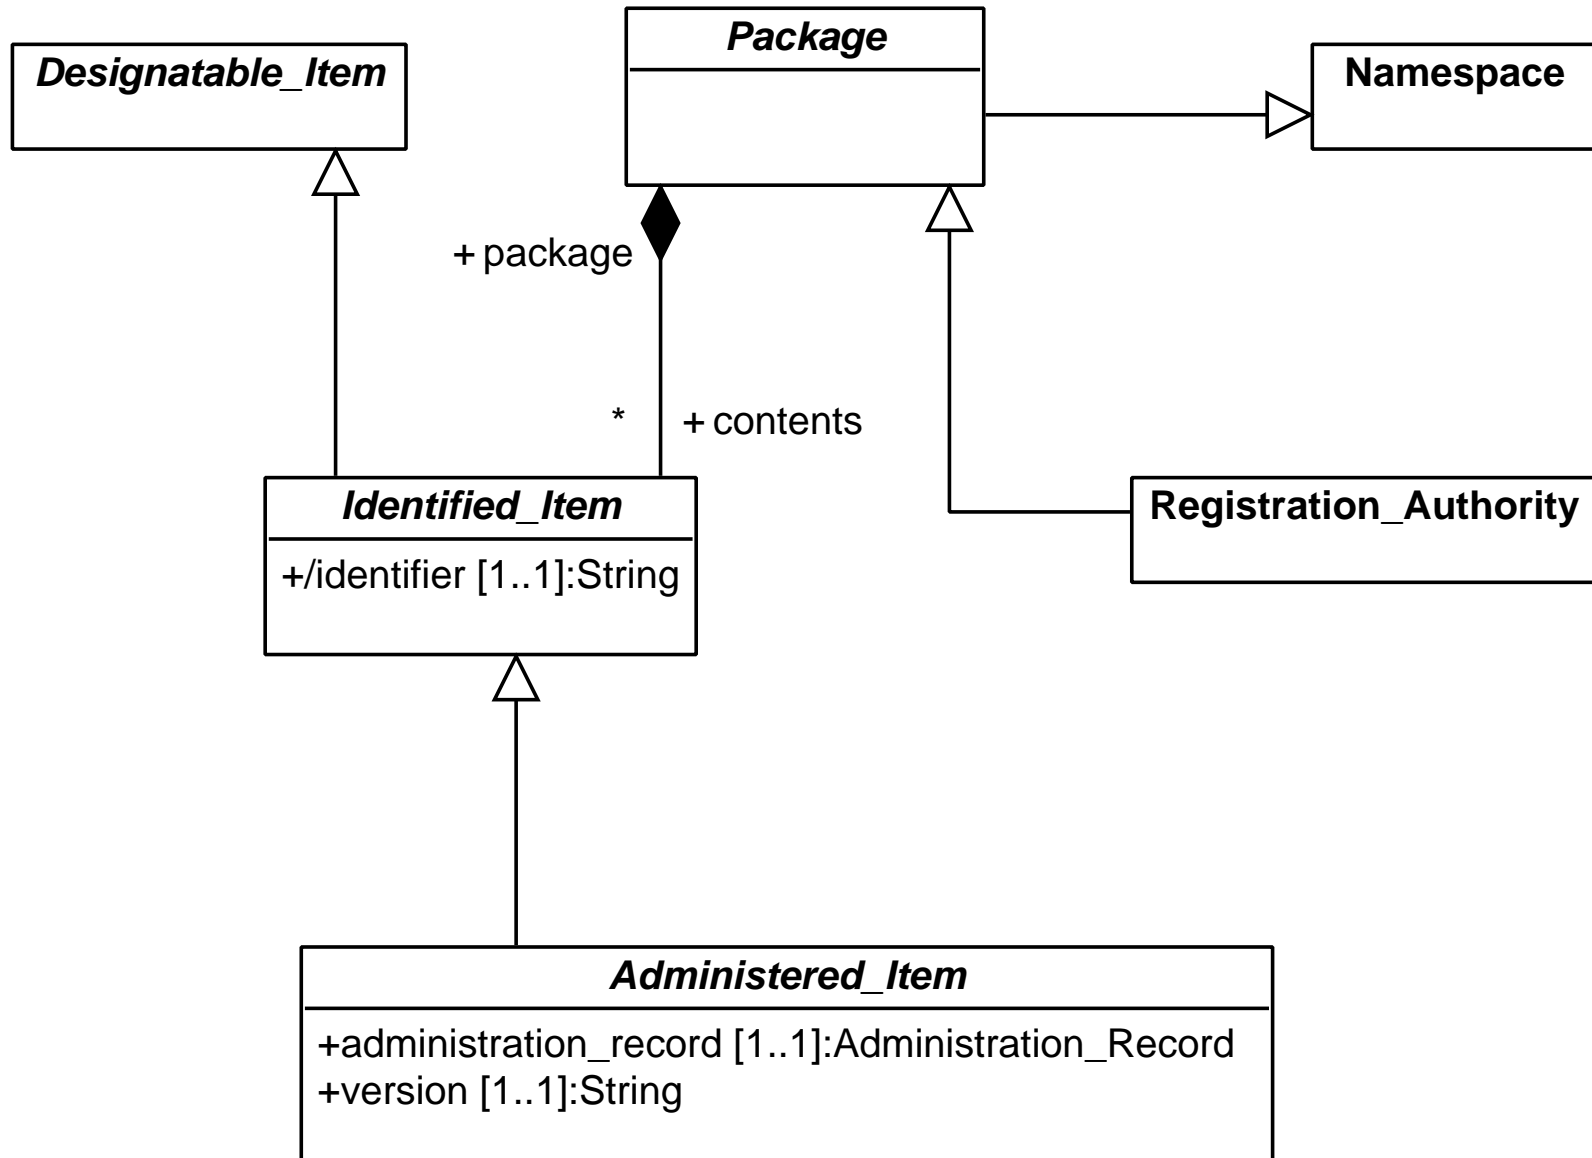 Package
Designatable_Item
Namespace
+ package
* + contents
Identified_Item
+/identifier [1..1]:String
Registration_Authority
Administered_Item
+administration_record [1..1]:Administration_Record
+version [1..1]:String